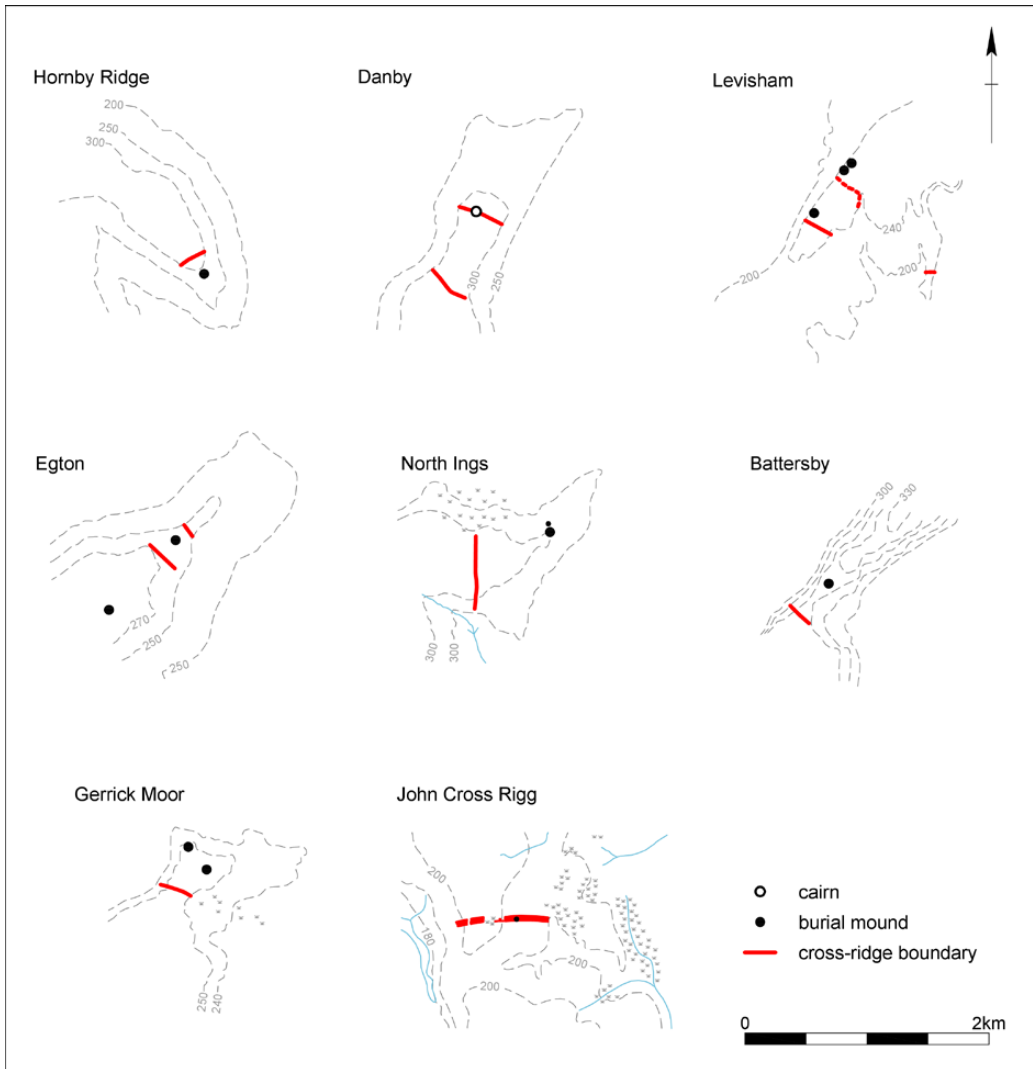 Hornby Ridge
Danby
Levisham
200
250
300
300
250
240
200
200
Egton
North Ings
Battersby
270
250
250
300
300
300
330
Gerrick Moor
John Cross Rigg
250
240
200
180
200
200
cairn
burial mound
cross-ridge boundary
0
2km